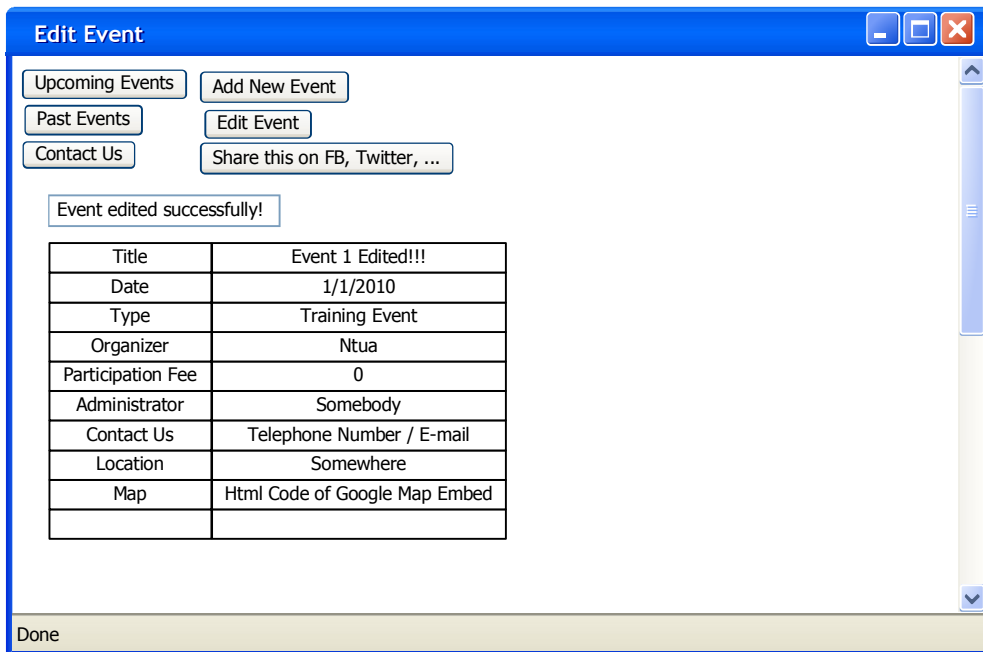 Edit Event
Upcoming Events Add New Event
Past Events Edit Event
Contact Us Share this on FB, Twitter, ...
Event edited successfully!
Title Event 1 Edited!!!
Date 1/1/2010
Type Training Event
Organizer Ntua
Participation Fee 0
Administrator Somebody
Contact Us Telephone Number / E-mail
Location Somewhere
Map Html Code of Google Map Embed
Done